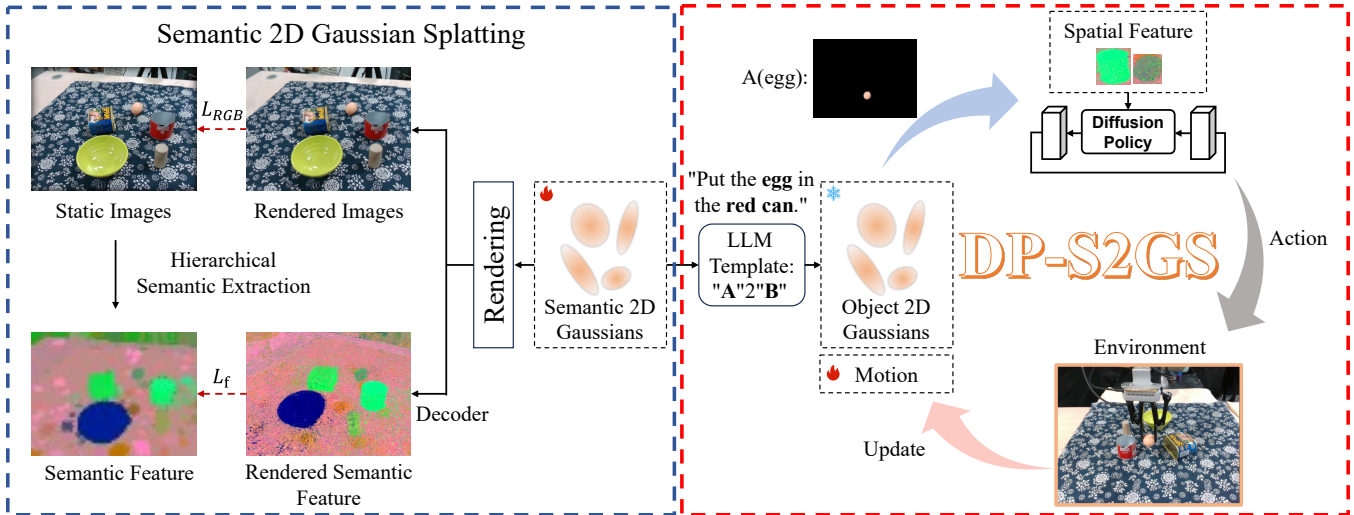 Semantic 2D Gaussian Splatting
L_RGB
Static Images
Rendered Images
Hierarchical
Semantic Extraction
L_f
Semantic Feature
Rendered Semantic
Feature
Decoder
Rendering
Semantic 2D
Gaussians
A(egg):
"Put the egg in
the red can."
LLM
Template:
"A"2"B"
Object 2D
Gaussians
Motion
Spatial Feature
Diffusion
Policy
DP-S2GS
Action
Environment
Update